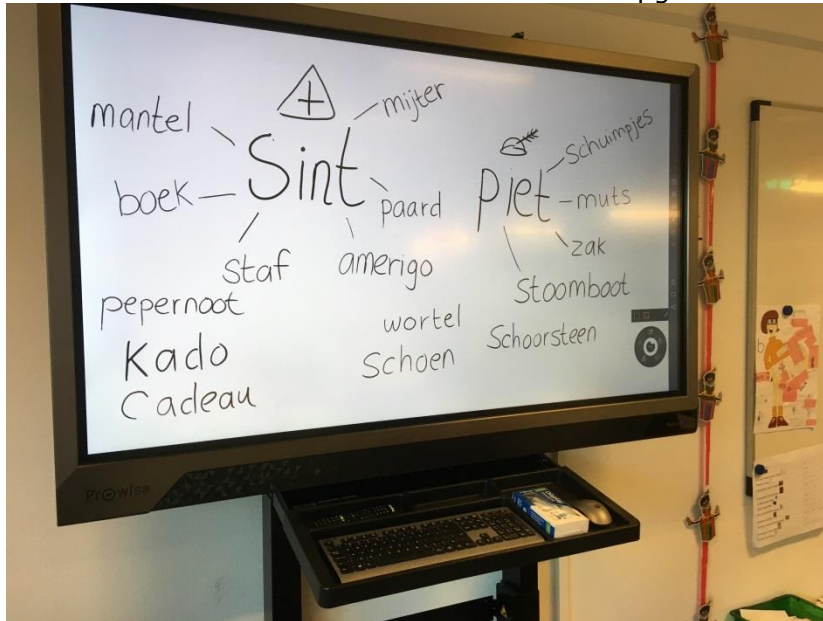 mantel
mijter
Sint
boek
paard
staf
amerigo
Piet
schuimpjes
muts
zak
Stoomboot
pepernoot
wortel
Kado
Schoen
Schoorsteen
Cadeau
Prowise